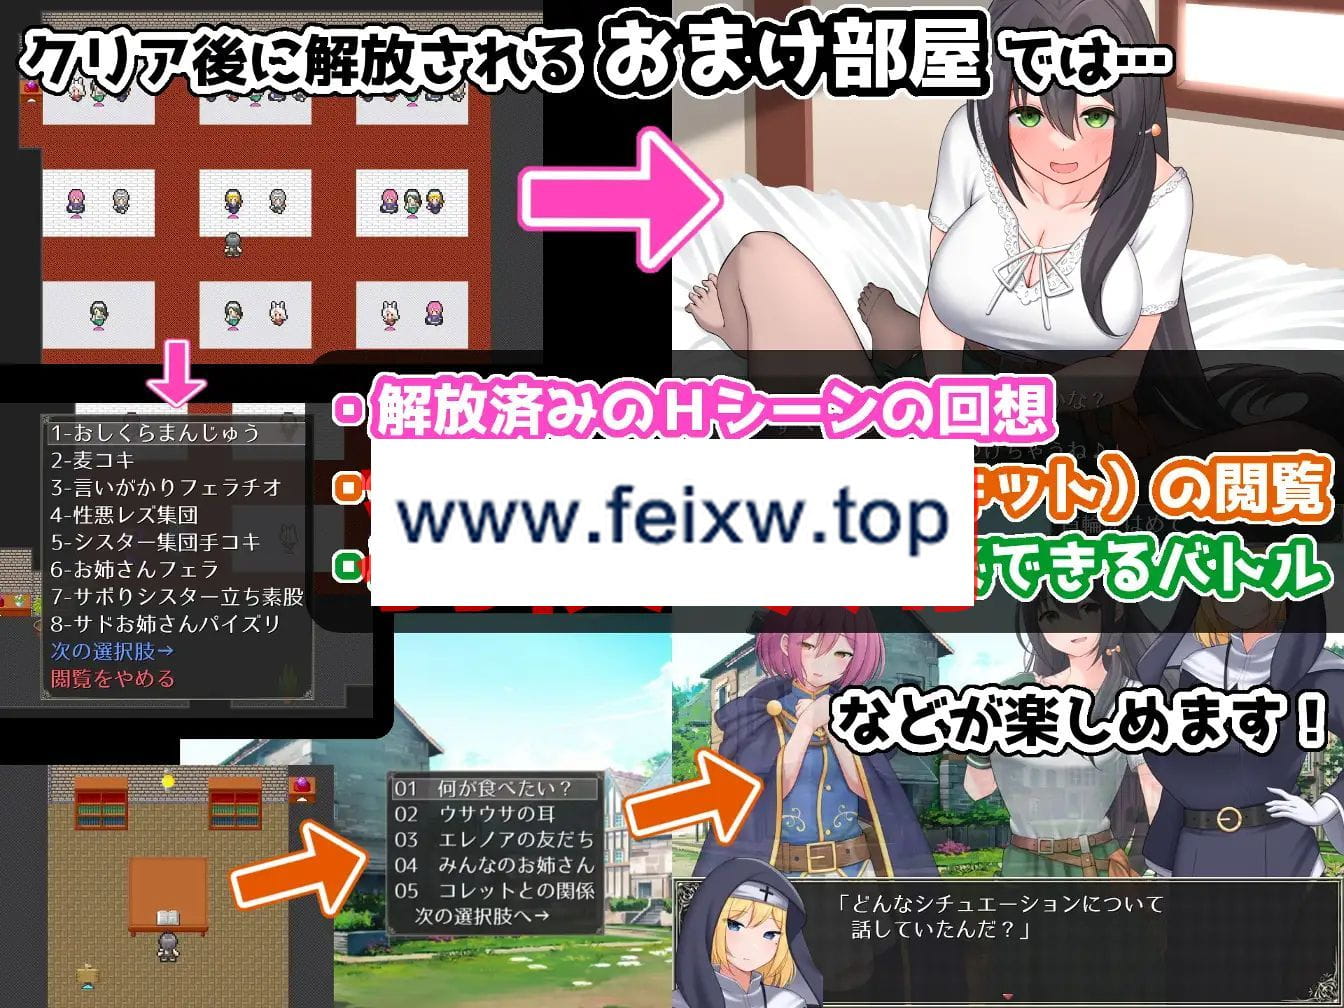 クリア後に解放される おまけ部屋 では…
・解放済みのHシーンの回想
www.feixw.top
ット）の閲覧
できるバトル
1-おしくらまんじゅう
2-麦コキ
3-言いがかりフェラチオ
4-性悪レズ集団
5-シスター集団手コキ
6-お姉さんフェラ
7-サボりシスター立ち素股
8-サドお姉さんパイズリ
次の選択肢→
閲覧をやめる
などが楽しめます！
01 何が食べたい？
02 ウサウサの耳
03 エレノアの友だち
04 みんなのお姉さん
05 コレットとの関係
次の選択肢へ→
「どんなシチュエーションについて
話していたんだ？」